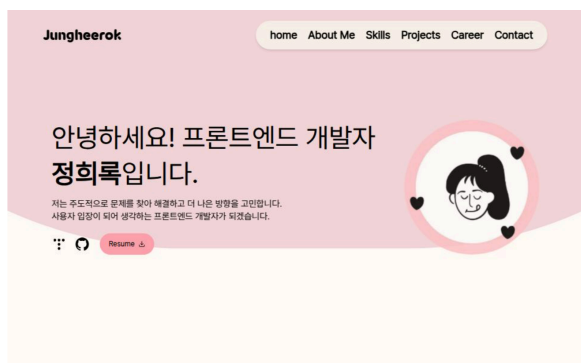 Jungheerok
home About Me Skills Projects Career Contact
안녕하세요! 프론트엔드 개발자
정희록입니다.
저는 주도적으로 문제를 찾아 해결하고 더 나은 방향을 고민합니다.
사용자 입장이 되어 생각하는 프론트엔드 개발자가 되겠습니다.
Resume